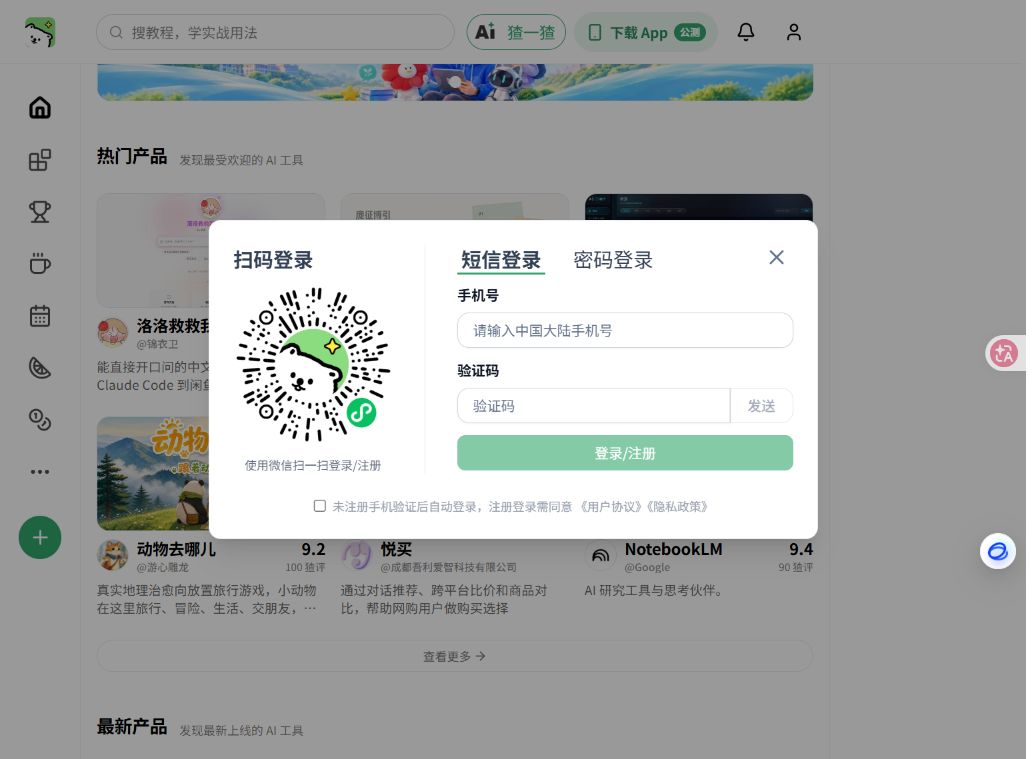 搜教程，学实战用法
Ai 猹一猹
下载 App 公测
热门产品 发现最受欢迎的 AI 工具
庞征博引
扫码登录
短信登录 密码登录
手机号
请输入中国大陆手机号
验证码
验证码 发送
登录/注册
使用微信扫一扫登录/注册
未注册手机验证后自动登录，注册登录需同意 《用户协议》《隐私政策》
洛洛救救我
@锦衣卫
能直接开口问的中文
Claude Code 到闲鱼
动物
动物去哪儿 9.2
@游心雕龙 100 猹评
真实地理治愈向放置旅行游戏，小动物
在这里旅行、冒险、生活、交朋友，…
悦买
@成都吾利爱智科技有限公司
通过对话推荐、跨平台比价和商品对
比，帮助网购用户做购买选择
NotebookLM 9.4
@Google 90 猹评
AI 研究工具与思考伙伴。
查看更多 →
最新产品 发现最新上线的 AI 工具